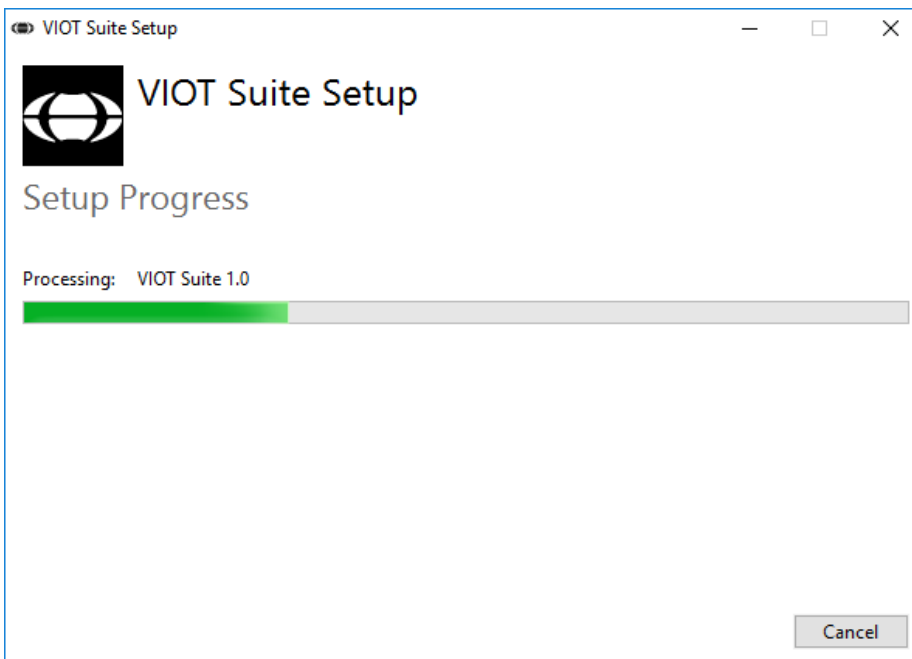 VIOT Suite Setup
VIOT Suite Setup
Setup Progress
Processing: VIOT Suite 1.0
Cancel